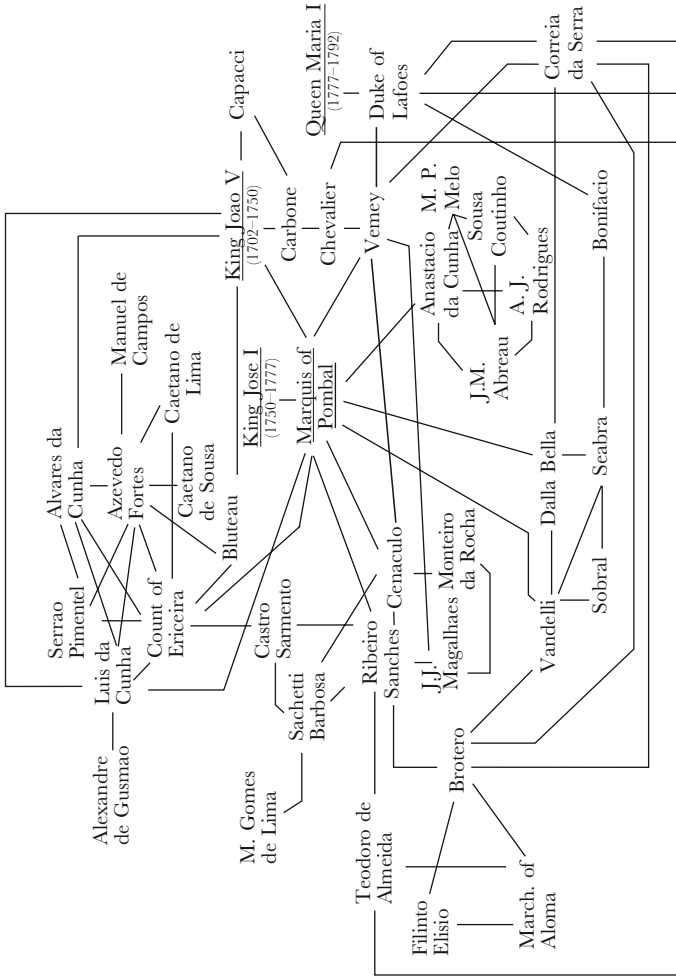 Alexandre
de Gusmao
Luis da
Cunha
Serrao
Pimentel
Alvares da
Cunha
Count of
Ericeira
Azevedo
Fortes
Manuel de
Campos
Caetano
de Sousa
Caetano de
Lima
Bluteau
King Joao V
(1702–1750)
Capacci
M. Gomes
de Lima
Sachetti
Barbosa
Castro
Sarmento
King Jose I
(1750–1777)
Marquis of
Pombal
Carbone
Chevalier
Verney
Queen Maria I
(1777–1792)
Duke of
Lafoes
Teodoro de
Almeida
Ribeiro
Sanches
Cenaculo
J.J.
Magalhaes
Monteiro
da Rocha
Anastacio
da Cunha
M. P.
Melo
Sousa
Coutinho
J.M.
Abreau
A. J.
Rodrigues
Filinto
Elisio
March. of
Aloma
Brotero
Vandelli
Dalla Bella
Sobral
Seabra
Bonifacio
Correia
da Serra